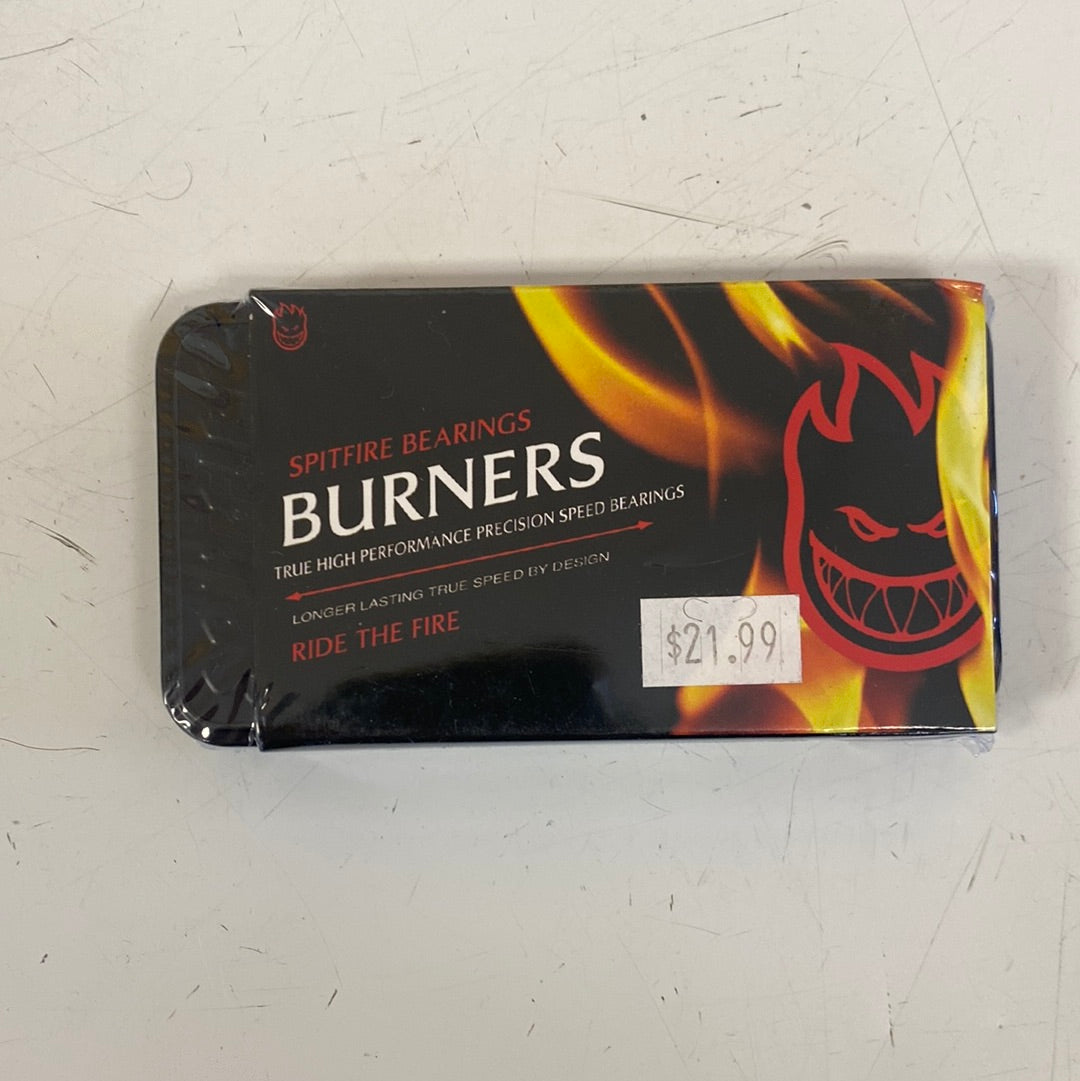 SPITFIRE BEARINGS
BURNERS
TRUE HIGH PERFORMANCE PRECISION SPEED BEARINGS
LONGER LASTING TRUE SPEED BY DESIGN
RIDE THE FIRE
$21.99